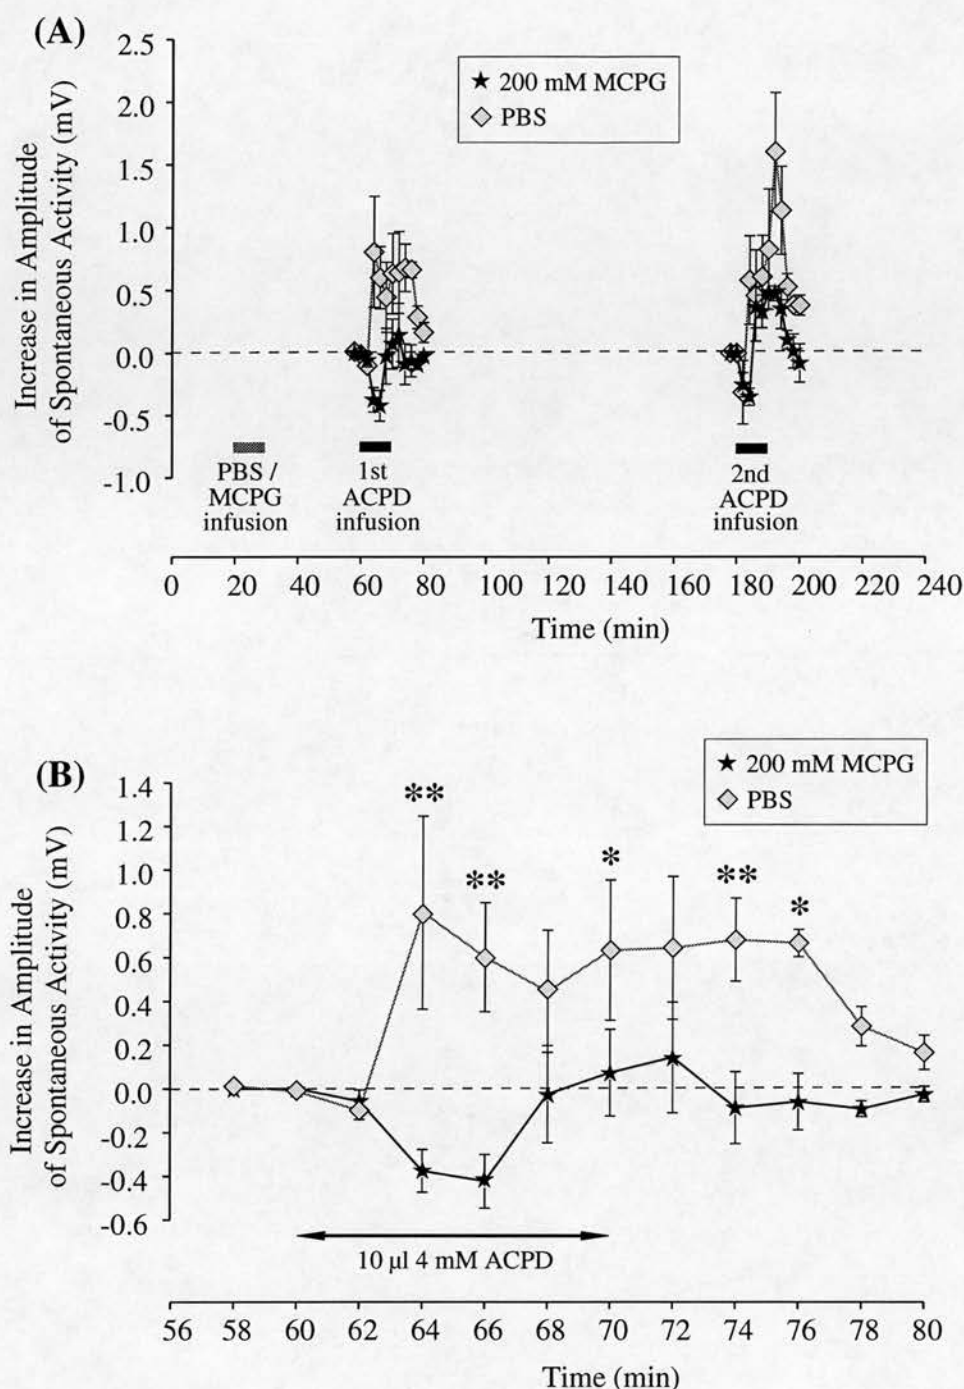 (A)
Increase in Amplitude
of Spontaneous Activity (mV)
2.5
2.0
1.5
1.0
0.5
0.0
-0.5
-1.0
200 mM MCPG
PBS
PBS /
MCPG
infusion
1st
ACPD
infusion
2nd
ACPD
infusion
0 20 40 60 80 100 120 140 160 180 200 220 240
Time (min)
(B)
Increase in Amplitude
of Spontaneous Activity (mV)
1.4
1.2
1.0
0.8
0.6
0.4
0.2
0.0
-0.2
-0.4
-0.6
200 mM MCPG
PBS
** ** * ** *
10 µl 4 mM ACPD
56 58 60 62 64 66 68 70 72 74 76 78 80
Time (min)